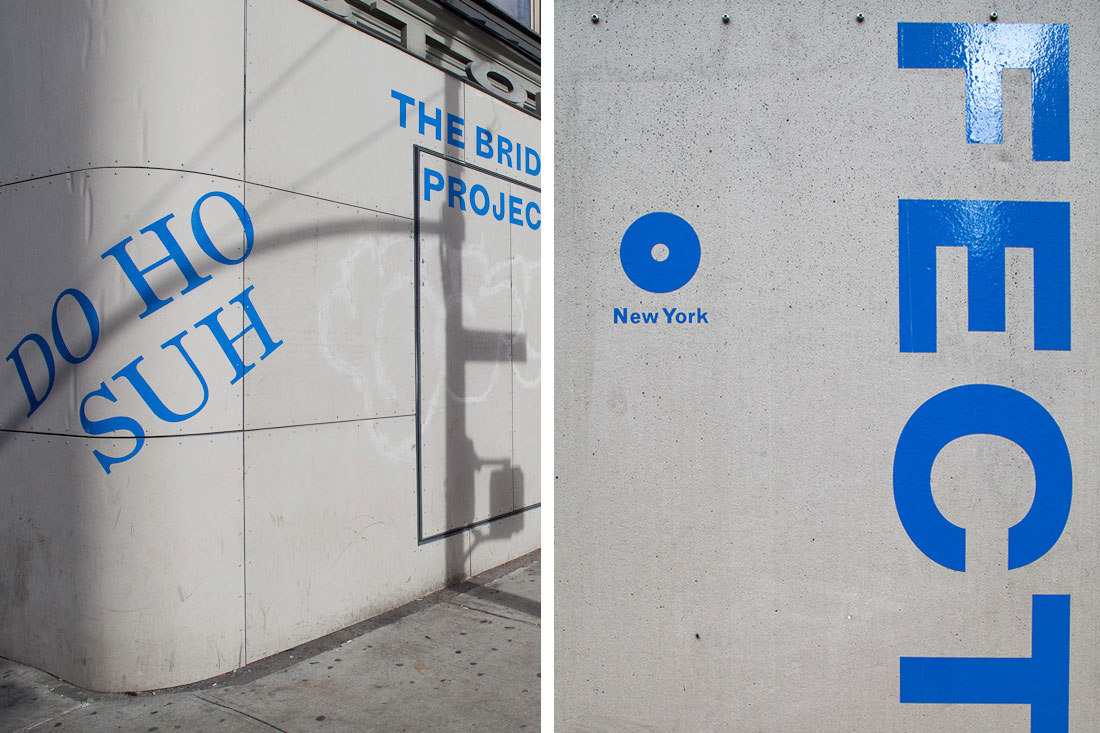 THE BRID
PROJEC
DO HO
SUH
New York
FECT